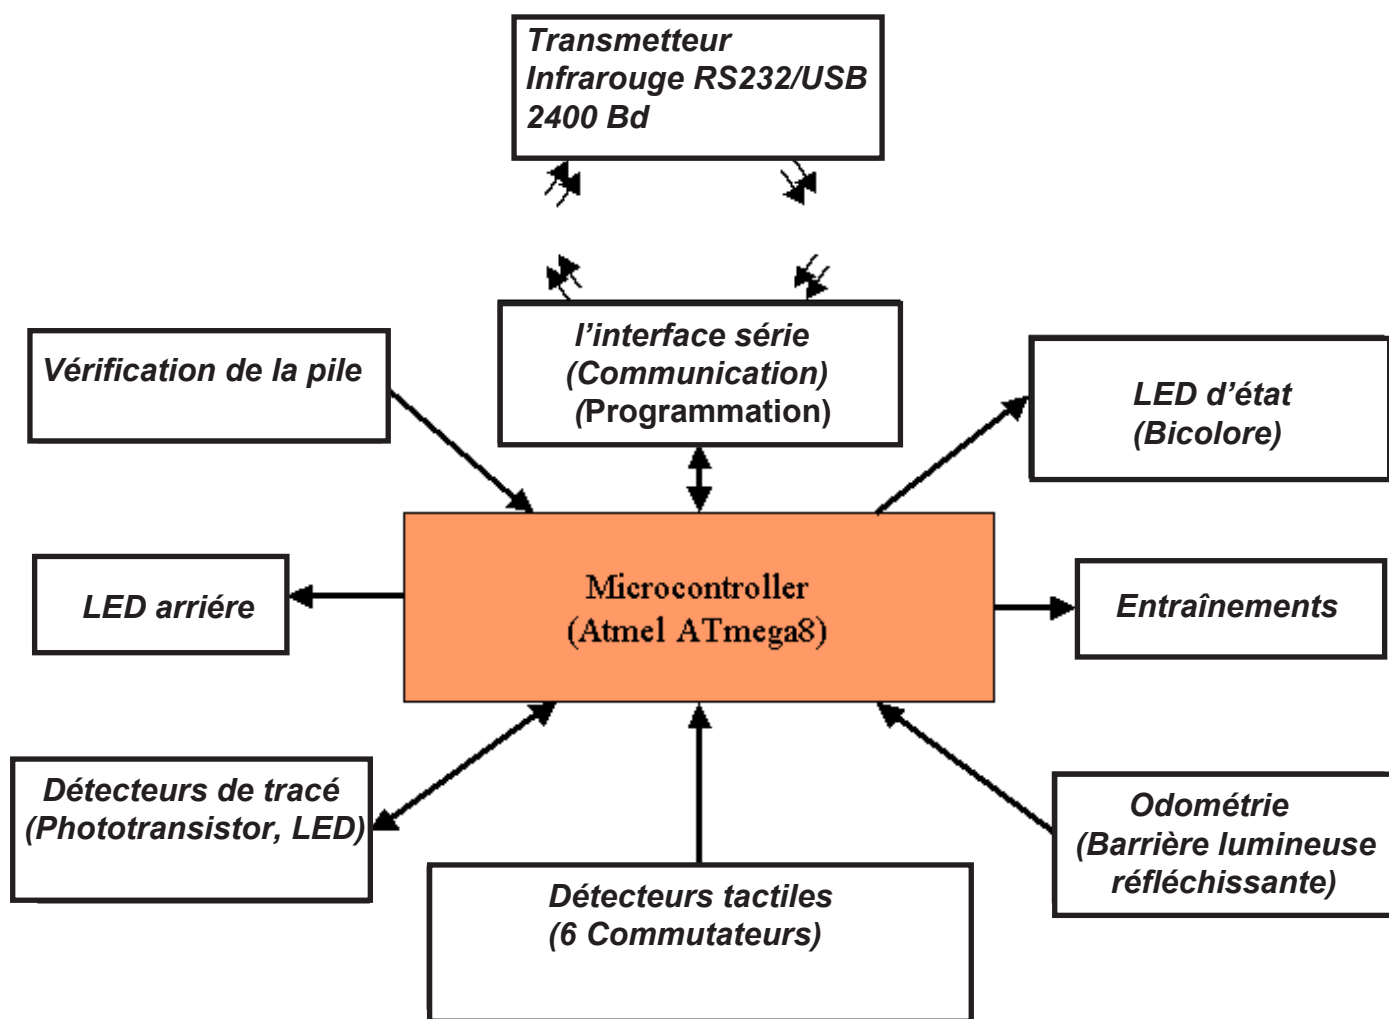 Transmetteur
Infrarouge RS232/USB
2400 Bd
l'interface série
(Communication)
(Programmation)
Vérification de la pile
LED d'état
(Bicolore)
Microcontroller
(Atmel ATmega8)
LED arriére
Entraînements
Détecteurs de tracé
(Phototransistor, LED)
Odométrie
(Barrière lumineuse
réfléchissante)
Détecteurs tactiles
(6 Commutateurs)